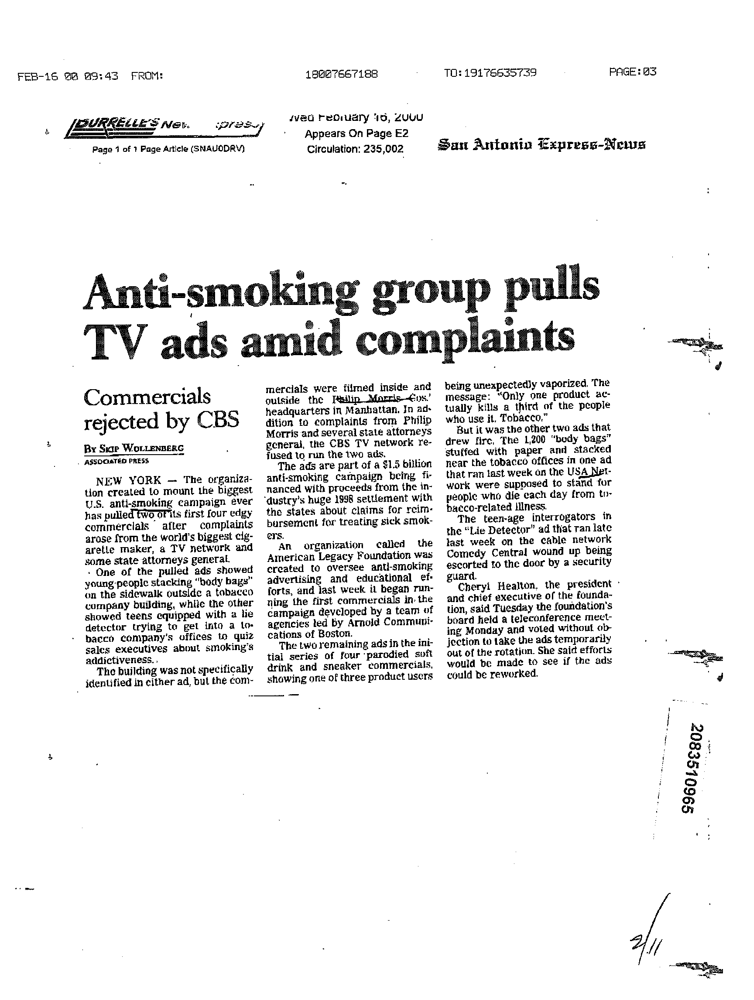 FEB-16 00 09:43 FROM: 18007667188 TO:19176635739 PAGE:03
BURRELLE'S
Page 1 of 1 Page Article (SNAU0DRV)
Wed February 16, 2000
Appears On Page E2
Circulation: 235,002
San Antonio Express-News
Anti-smoking group pulls
TV ads amid complaints
Commercials
rejected by CBS
BY SKIP WOLLENBERG
ASSOCIATED PRESS
NEW YORK — The organiza-
tion created to mount the biggest
U.S. anti-smoking campaign ever
has pulled two of its first four edgy
commercials after complaints
arose from the world's biggest cig-
arette maker, a TV network and
some state attorneys general.
One of the pulled ads showed
young people stacking "body bags"
on the sidewalk outside a tobacco
company building, while the other
showed teens equipped with a lie
detector trying to get into a to-
bacco company's offices to quiz
sales executives about smoking's
addictiveness.
The building was not specifically
identified in either ad, but the com-
mercials were filmed inside and
outside the Philip Morris Cos.'
headquarters in Manhattan. In ad-
dition to complaints from Philip
Morris and several state attorneys
general, the CBS TV network re-
fused to run the two ads.
The ads are part of a $1.5 billion
anti-smoking campaign being fi-
nanced with proceeds from the in-
dustry's huge 1998 settlement with
the states about claims for reim-
bursement for treating sick smok-
ers.
An organization called the
American Legacy Foundation was
created to oversee anti-smoking
advertising and educational ef-
forts, and last week it began run-
ning the first commercials in the
campaign developed by a team of
agencies led by Arnold Communi-
cations of Boston.
The two remaining ads in the ini-
tial series of four parodied soft
drink and sneaker commercials,
showing one of three product users
being unexpectedly vaporized. The
message: "Only one product ac-
tually kills a third of the people
who use it. Tobacco."
But it was the other two ads that
drew fire. The 1,200 "body bags"
stuffed with paper and stacked
near the tobacco offices in one ad
that ran last week on the USA Net-
work were supposed to stand for
people who die each day from to-
bacco-related illness.
The teen-age interrogators in
the "Lie Detector" ad that ran late
last week on the cable network
Comedy Central wound up being
escorted to the door by a security
guard.
Cheryl Healton, the president
and chief executive of the founda-
tion, said Tuesday the foundation's
board held a teleconference meet-
ing Monday and voted without ob-
jection to take the ads temporarily
out of the rotation. She said efforts
would be made to see if the ads
could be reworked.
2083510965
2/11